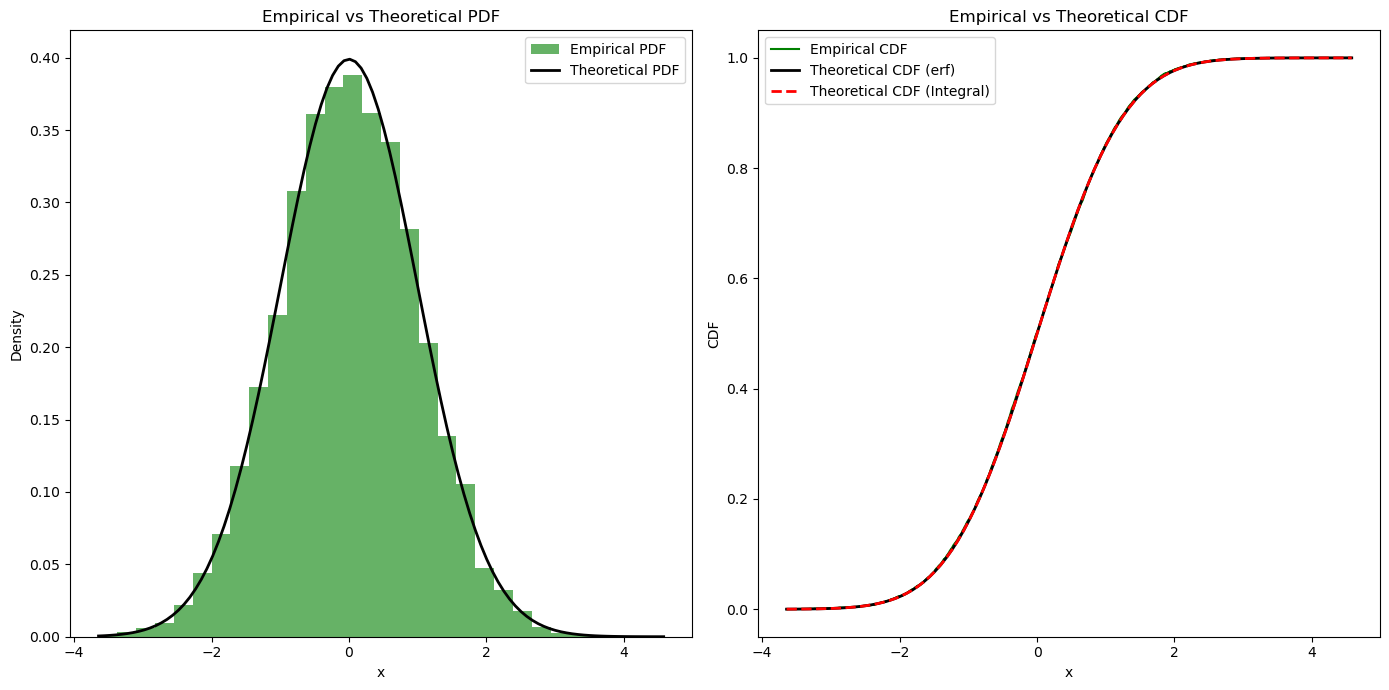 Empirical vs Theoretical PDF
Empirical PDF
Theoretical PDF
0.40
0.35
0.30
0.25
0.20
0.15
0.10
0.05
0.00
Density
−4
−2
0
2
4
x
Empirical vs Theoretical CDF
Empirical CDF
Theoretical CDF (erf)
Theoretical CDF (Integral)
1.0
0.8
0.6
0.4
0.2
0.0
CDF
−4
−2
0
2
4
x